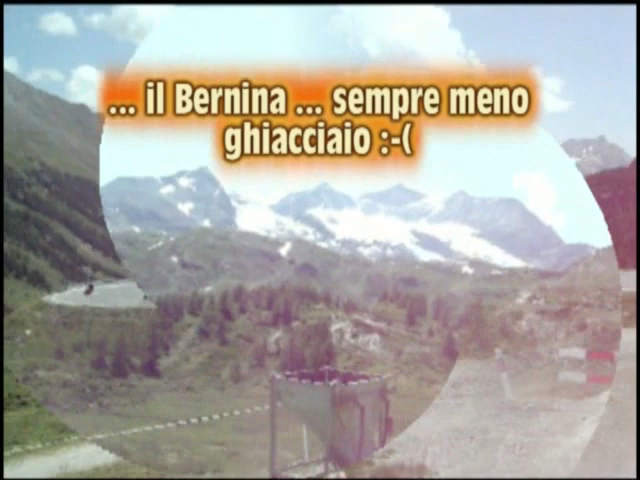 ... il Bernina ... sempre meno
ghiacciaio :-(